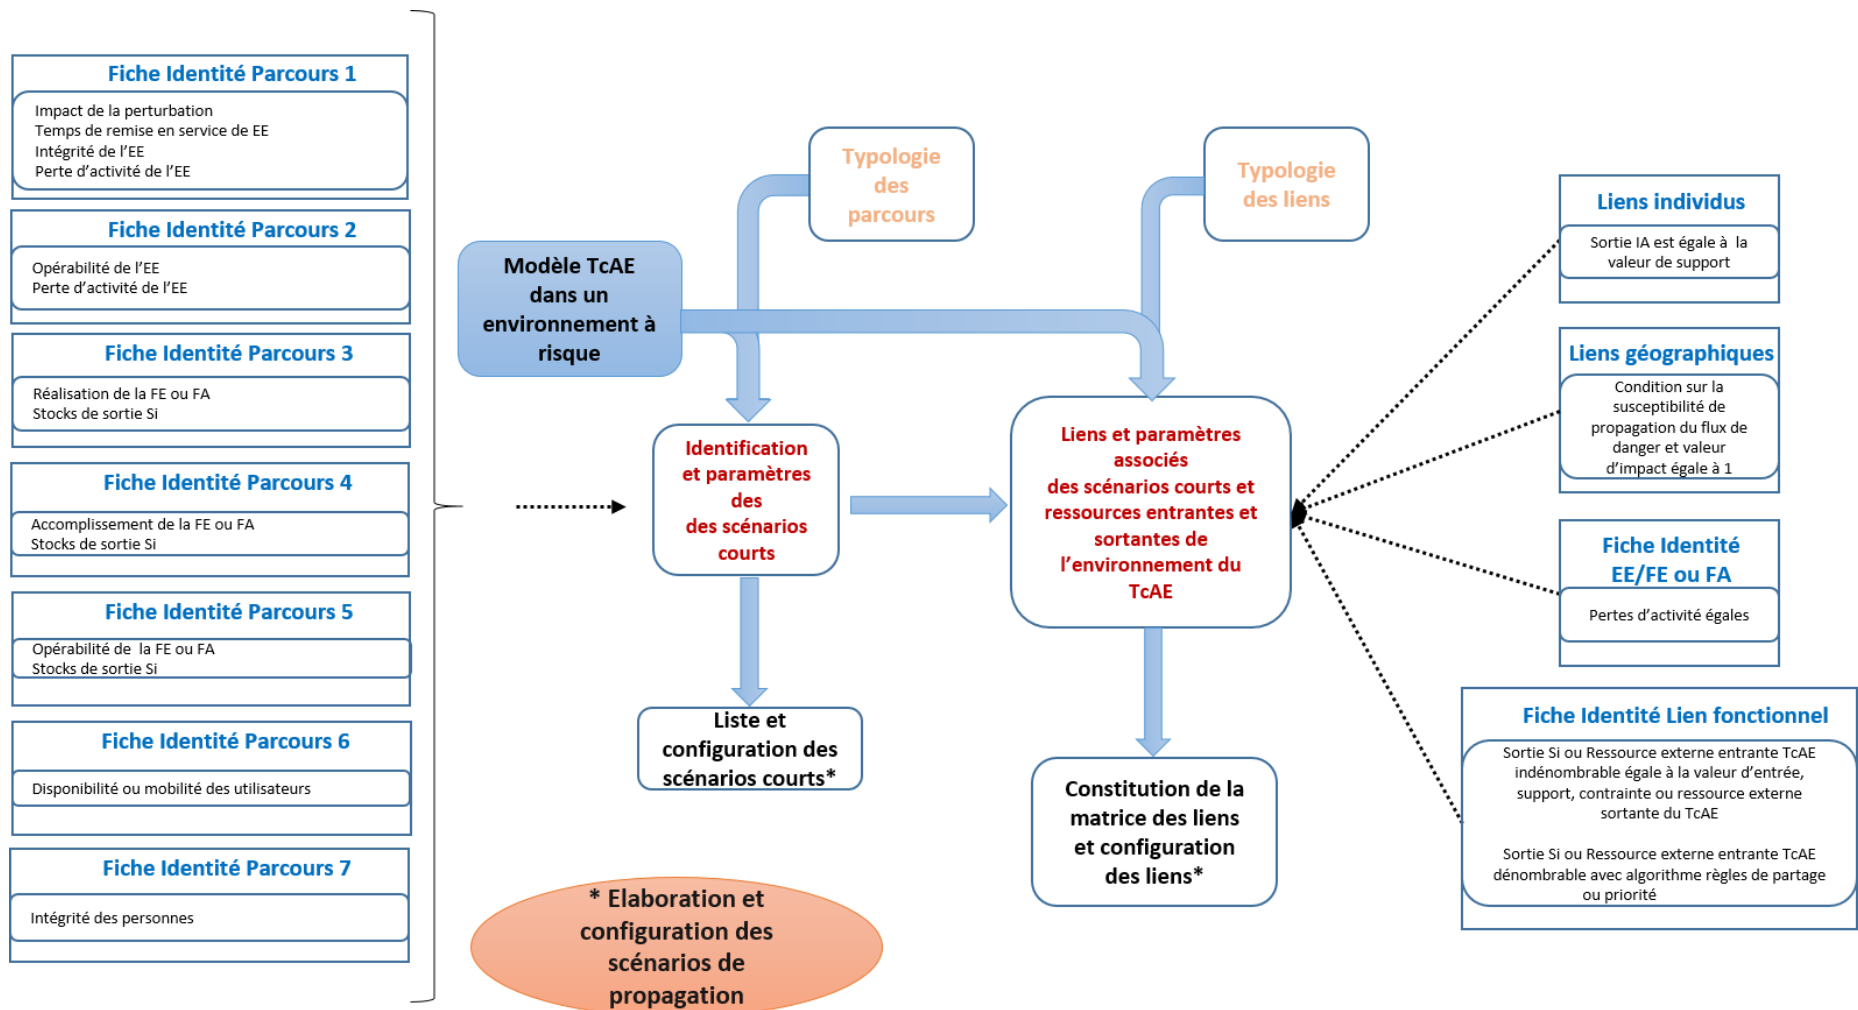 Fiche Identité Parcours 1
Impact de la perturbation
Temps de remise en service de EE
Intégrité de l’EE
Perte d’activité de l’EE
Fiche Identité Parcours 2
Opérabilité de l’EE
Perte d’activité de l’EE
Fiche Identité Parcours 3
Réalisation de la FE ou FA
Stocks de sortie Si
Fiche Identité Parcours 4
Accomplissement de la FE ou FA
Stocks de sortie Si
Fiche Identité Parcours 5
Opérabilité de la FE ou FA
Stocks de sortie Si
Fiche Identité Parcours 6
Disponibilité ou mobilité des utilisateurs
Fiche Identité Parcours 7
Intégrité des personnes
Modèle TcAE
dans un
environnement à
risque
Typologie
des
parcours
Typologie
des liens
Identification
et paramètres
des
des scénarios
courts
Liens et paramètres
associés
des scénarios courts et
ressources entrantes et
sortantes de
l’environnement du
TcAE
Liste et
configuration des
scénarios courts*
Constitution de la
matrice des liens
et configuration
des liens*
* Elaboration et
configuration des
scénarios de
propagation
Liens individus
Sortie IA est égale à la
valeur de support
Liens géographiques
Condition sur la
susceptibilité de
propagation du flux de
danger et valeur
d’impact égale à 1
Fiche Identité
EE/FE ou FA
Pertes d’activité égales
Fiche Identité Lien fonctionnel
Sortie Si ou Ressource externe entrante TcAE
indénombrable égale à la valeur d’entrée,
support, contrainte ou ressource externe
sortante du TcAE
Sortie Si ou Ressource externe entrante TcAE
dénombrable avec algorithme règles de partage
ou priorité